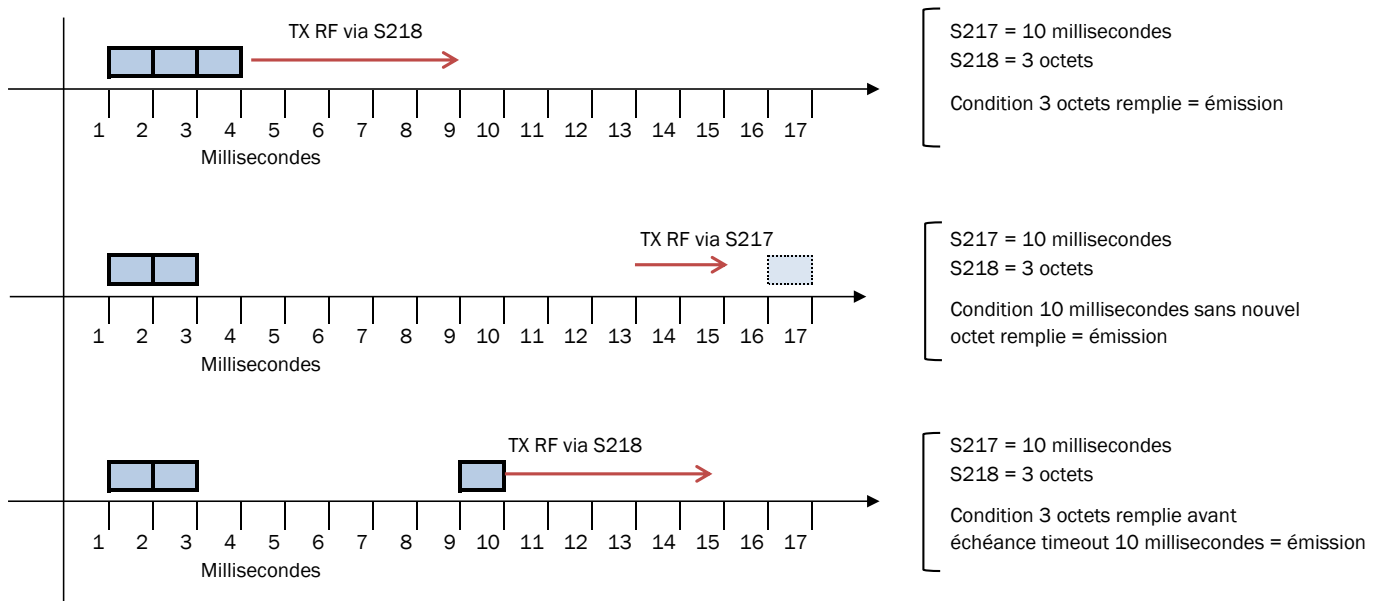 TX RF via S218
1 2 3 4 5 6 7 8 9 10 11 12 13 14 15 16 17
Millisecondes
S217 = 10 millisecondes
S218 = 3 octets
Condition 3 octets remplie = émission
TX RF via S217
1 2 3 4 5 6 7 8 9 10 11 12 13 14 15 16 17
Millisecondes
S217 = 10 millisecondes
S218 = 3 octets
Condition 10 millisecondes sans nouvel
octet remplie = émission
TX RF via S218
1 2 3 4 5 6 7 8 9 10 11 12 13 14 15 16 17
Millisecondes
S217 = 10 millisecondes
S218 = 3 octets
Condition 3 octets remplie avant
échéance timeout 10 millisecondes = émission